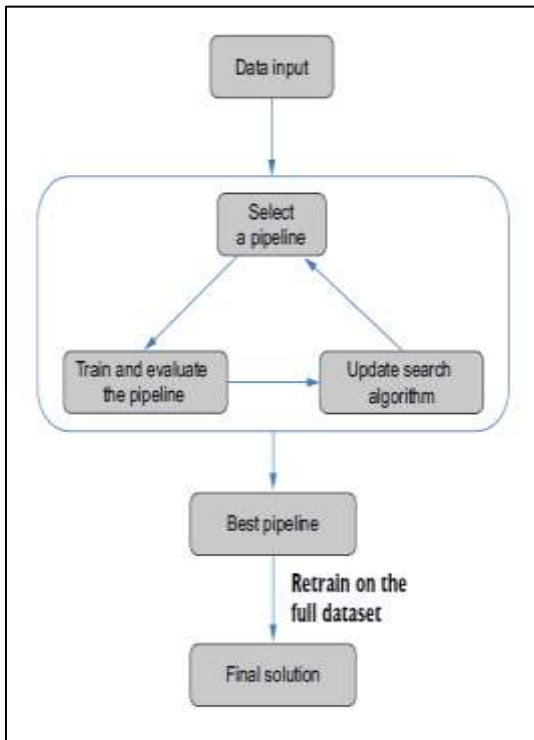 Data input
Select
a pipeline
Train and evaluate
the pipeline
Update search
algorithm
Best pipeline
Retrain on the
full dataset
Final solution